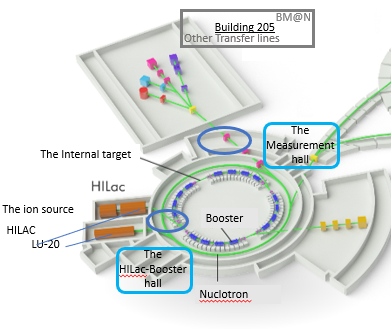 BM@N
Building 205
Other Transfer lines
The
Measurement
hall
The Internal target
HILac
The ion source
HILAC
LU-20
Booster
The
HILac-Booster
hall
Nuclotron